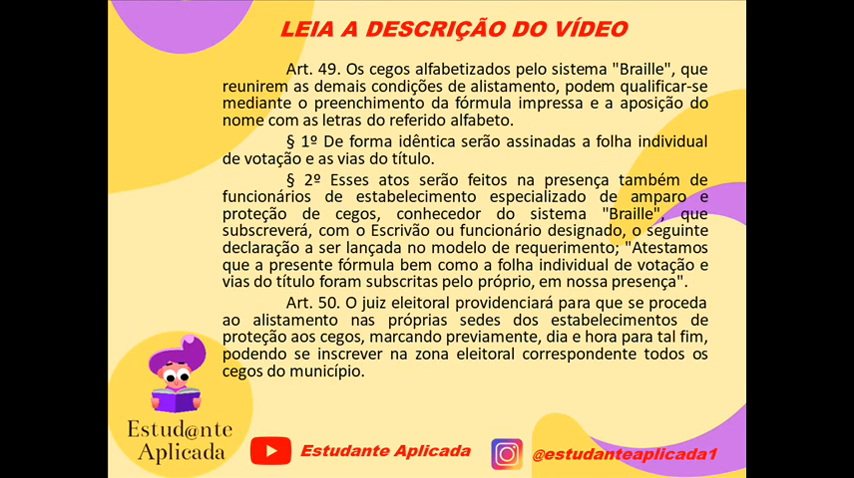 LEIA A DESCRIÇÃO DO VÍDEO
Art. 49. Os cegos alfabetizados pelo sistema "Braille", que
reunirem as demais condições de alistamento, podem qualificar-se
mediante o preenchimento da fórmula impressa e a aposição do
nome com as letras do referido alfabeto.
§ 1º De forma idêntica serão assinadas a folha individual
de votação e as vias do título.
§ 2º Esses atos serão feitos na presença também de
funcionários de estabelecimento especializado de amparo e
proteção de cegos, conhecedor do sistema "Braille", que
subscreverá, com o Escrivão ou funcionário designado, o seguinte
declaração a ser lançada no modelo de requerimento; "Atestamos
que a presente fórmula bem como a folha individual de votação e
vias do título foram subscritas pelo próprio, em nossa presença".
Art. 50. O juiz eleitoral providenciará para que se proceda
ao alistamento nas próprias sedes dos estabelecimentos de
proteção aos cegos, marcando previamente, dia e hora para tal fim,
podendo se inscrever na zona eleitoral correspondente todos os
cegos do município.
Estud@nte
Aplicada
Estudante Aplicada
@estudanteaplicada1